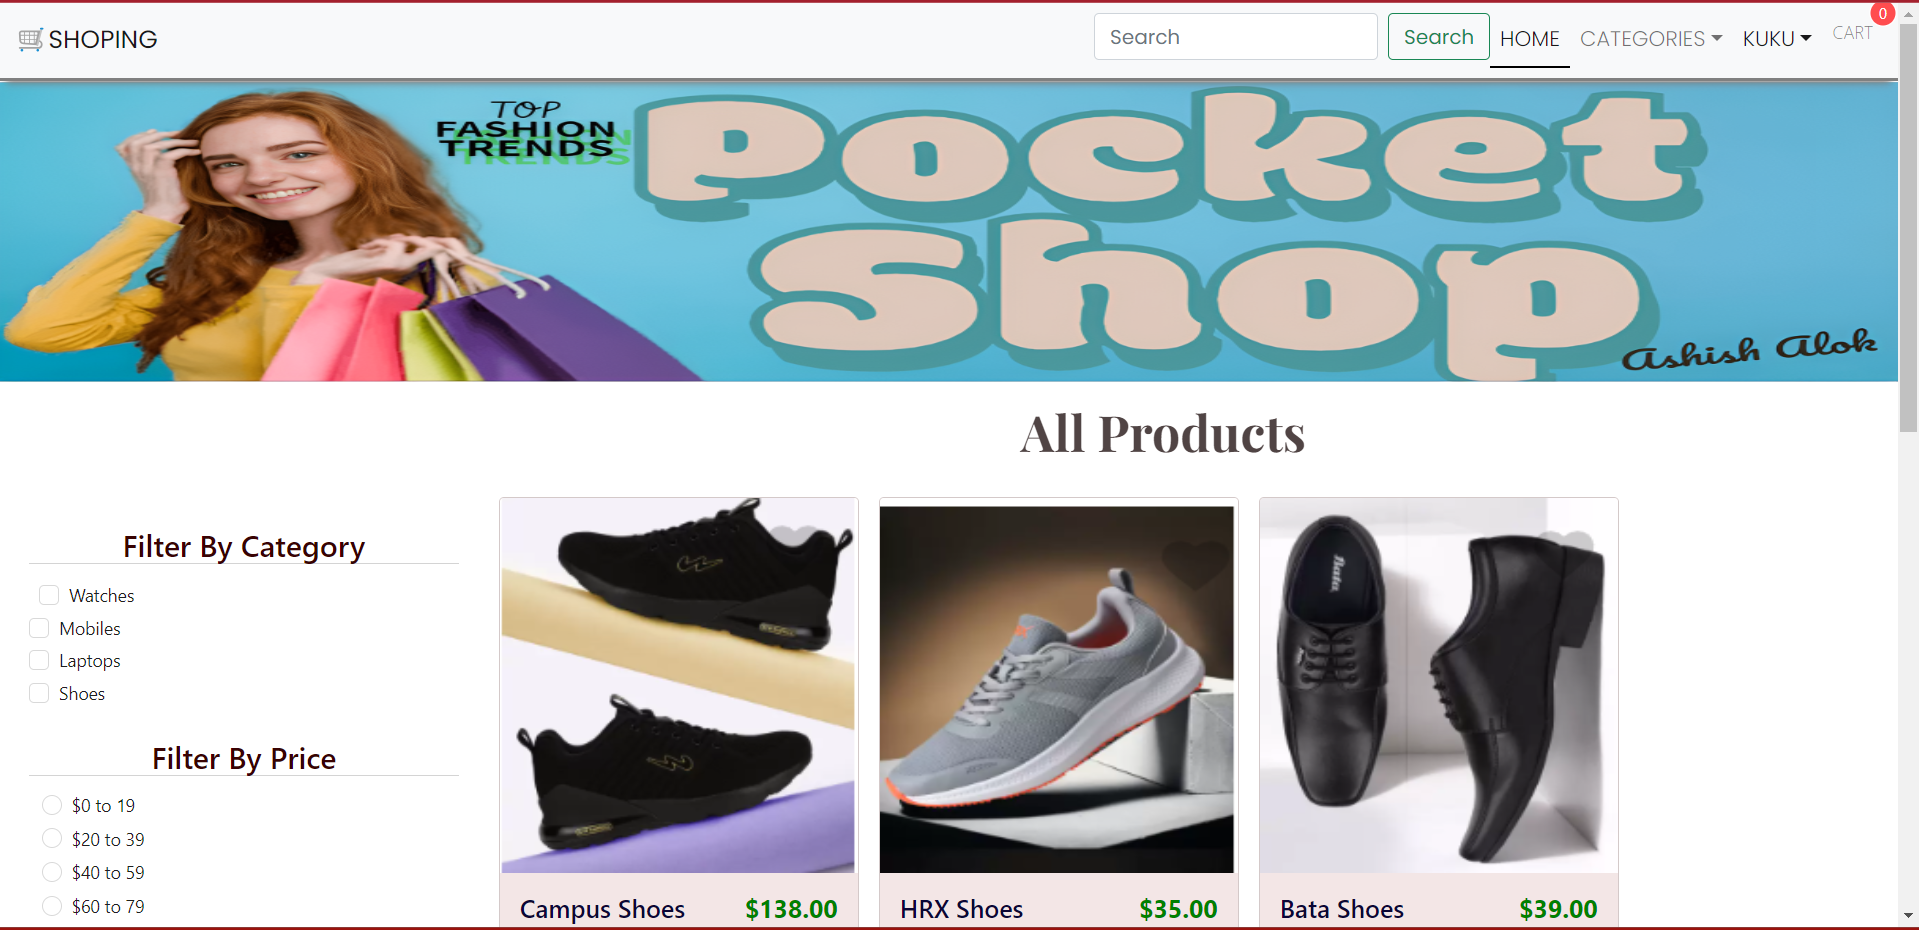 SHOPING
Search
Search
HOME
CATEGORIES
KUKU
CART
0
TOP
FASHION
TRENDS
Pocket
Shop
Ashish Alok
All Products
Filter By Category
Watches
Mobiles
Laptops
Shoes
Filter By Price
$0 to 19
$20 to 39
$40 to 59
$60 to 79
Bata
Campus Shoes $138.00
HRX Shoes $35.00
Bata Shoes $39.00